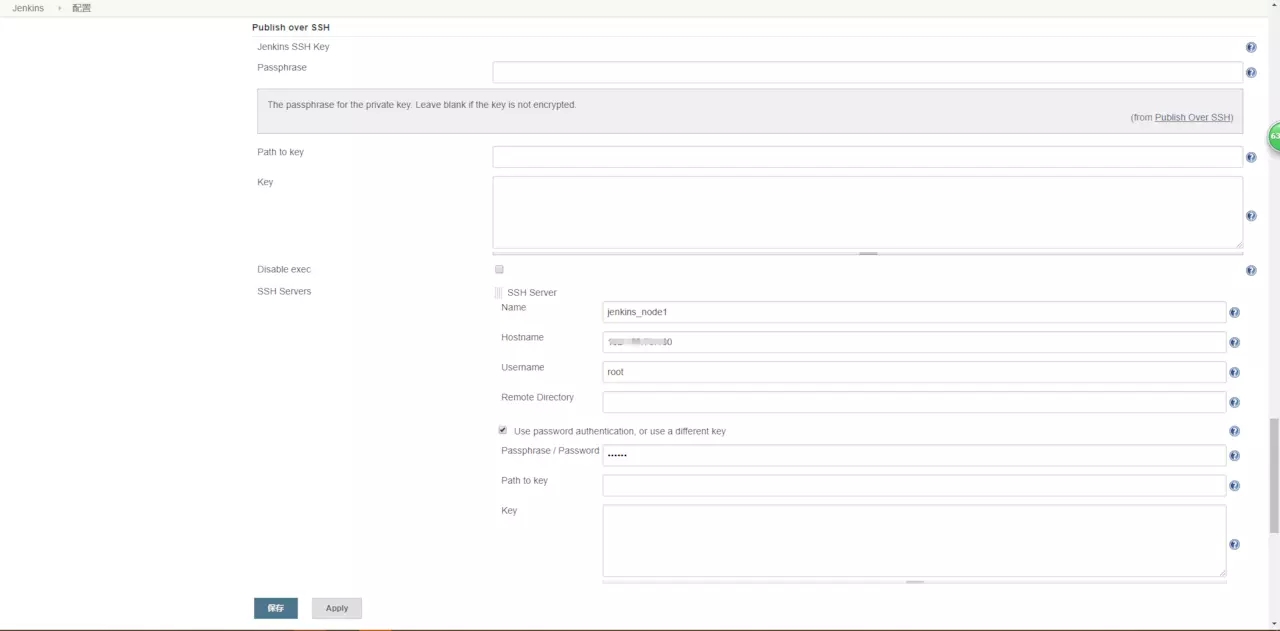 Jenkins 配置
Publish over SSH
Jenkins SSH Key
Passphrase
The passphrase for the private key. Leave blank if the key is not encrypted.
(from Publish Over SSH)
Path to key
Key
Disable exec
SSH Servers
SSH Server
Name jenkins_node1
Hostname
Username root
Remote Directory
Use password authentication, or use a different key
Passphrase / Password ••••••
Path to key
Key
保存 Apply